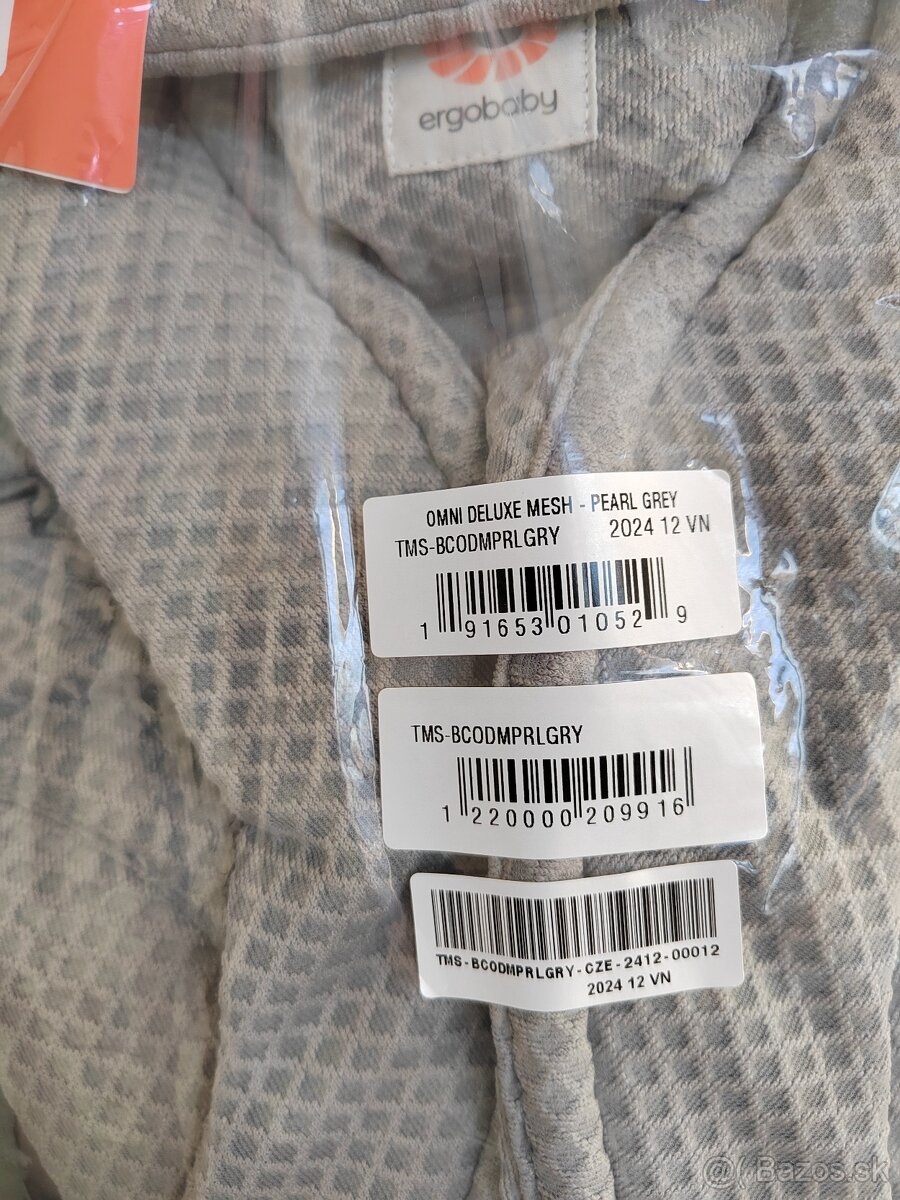 ergobaby
OMNI DELUXE MESH - PEARL GREY
TMS-BCODMPRLGRY 2024 12 VN
1 91653 01052 9
TMS-BCODMPRLGRY
1 220000 209916
TMS-BCODMPRLGRY-CZE-2412-00012
2024 12 VN
@ Bazos.sk